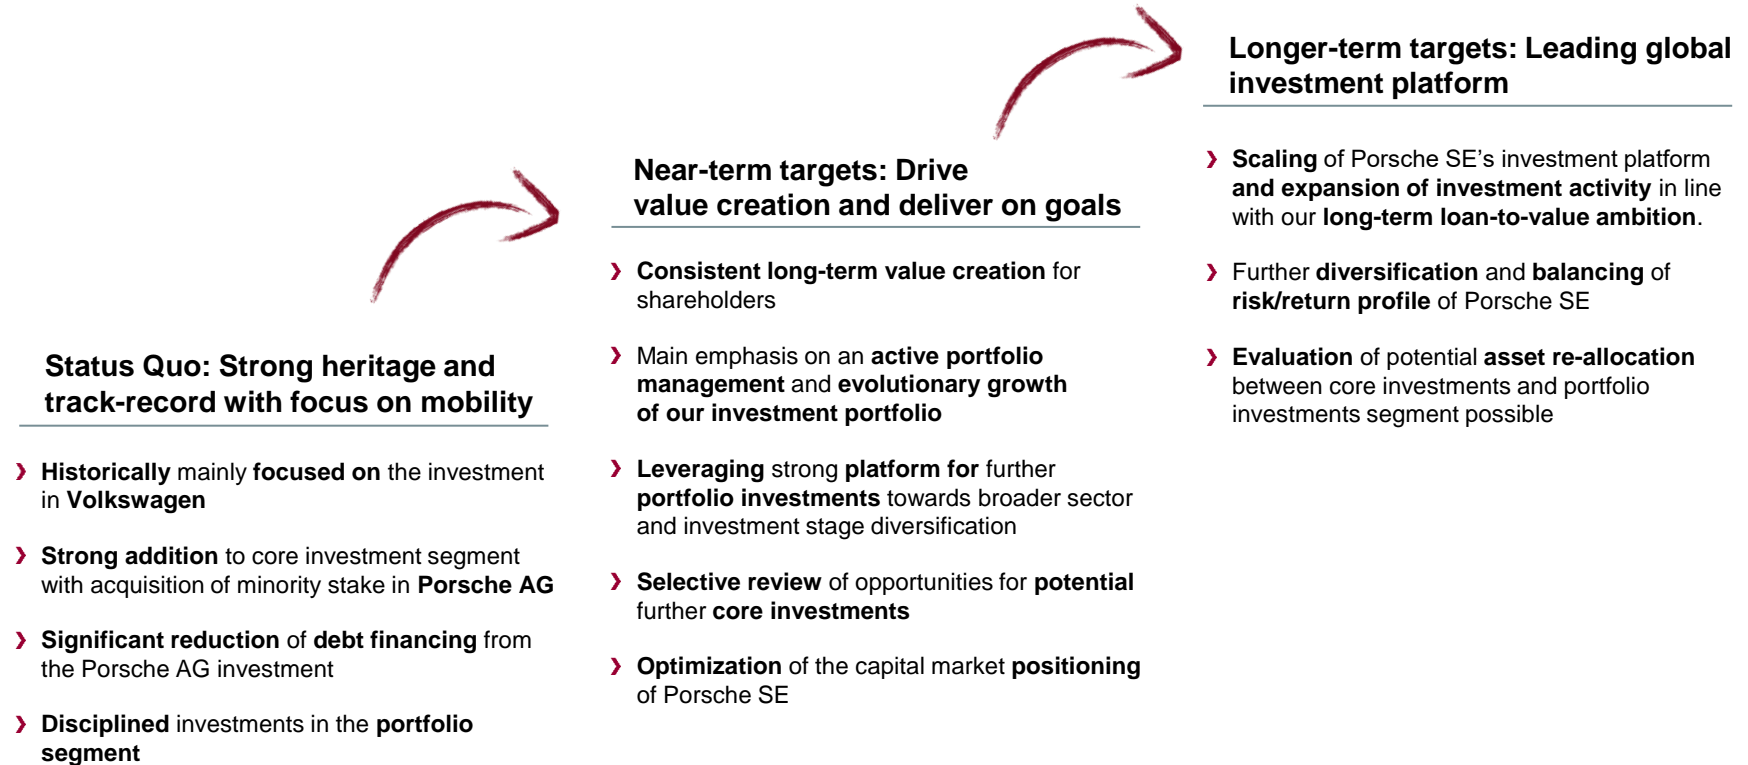 Status Quo: Strong heritage and
track-record with focus on mobility
Historically mainly focused on the investment
in Volkswagen
Strong addition to core investment segment
with acquisition of minority stake in Porsche AG
Significant reduction of debt financing from
the Porsche AG investment
Disciplined investments in the portfolio
segment
Near-term targets: Drive
value creation and deliver on goals
Consistent long-term value creation for
shareholders
Main emphasis on an active portfolio
management and evolutionary growth
of our investment portfolio
Leveraging strong platform for further
portfolio investments towards broader sector
and investment stage diversification
Selective review of opportunities for potential
further core investments
Optimization of the capital market positioning
of Porsche SE
Longer-term targets: Leading global
investment platform
Scaling of Porsche SE’s investment platform
and expansion of investment activity in line
with our long-term loan-to-value ambition.
Further diversification and balancing of
risk/return profile of Porsche SE
Evaluation of potential asset re-allocation
between core investments and portfolio
investments segment possible